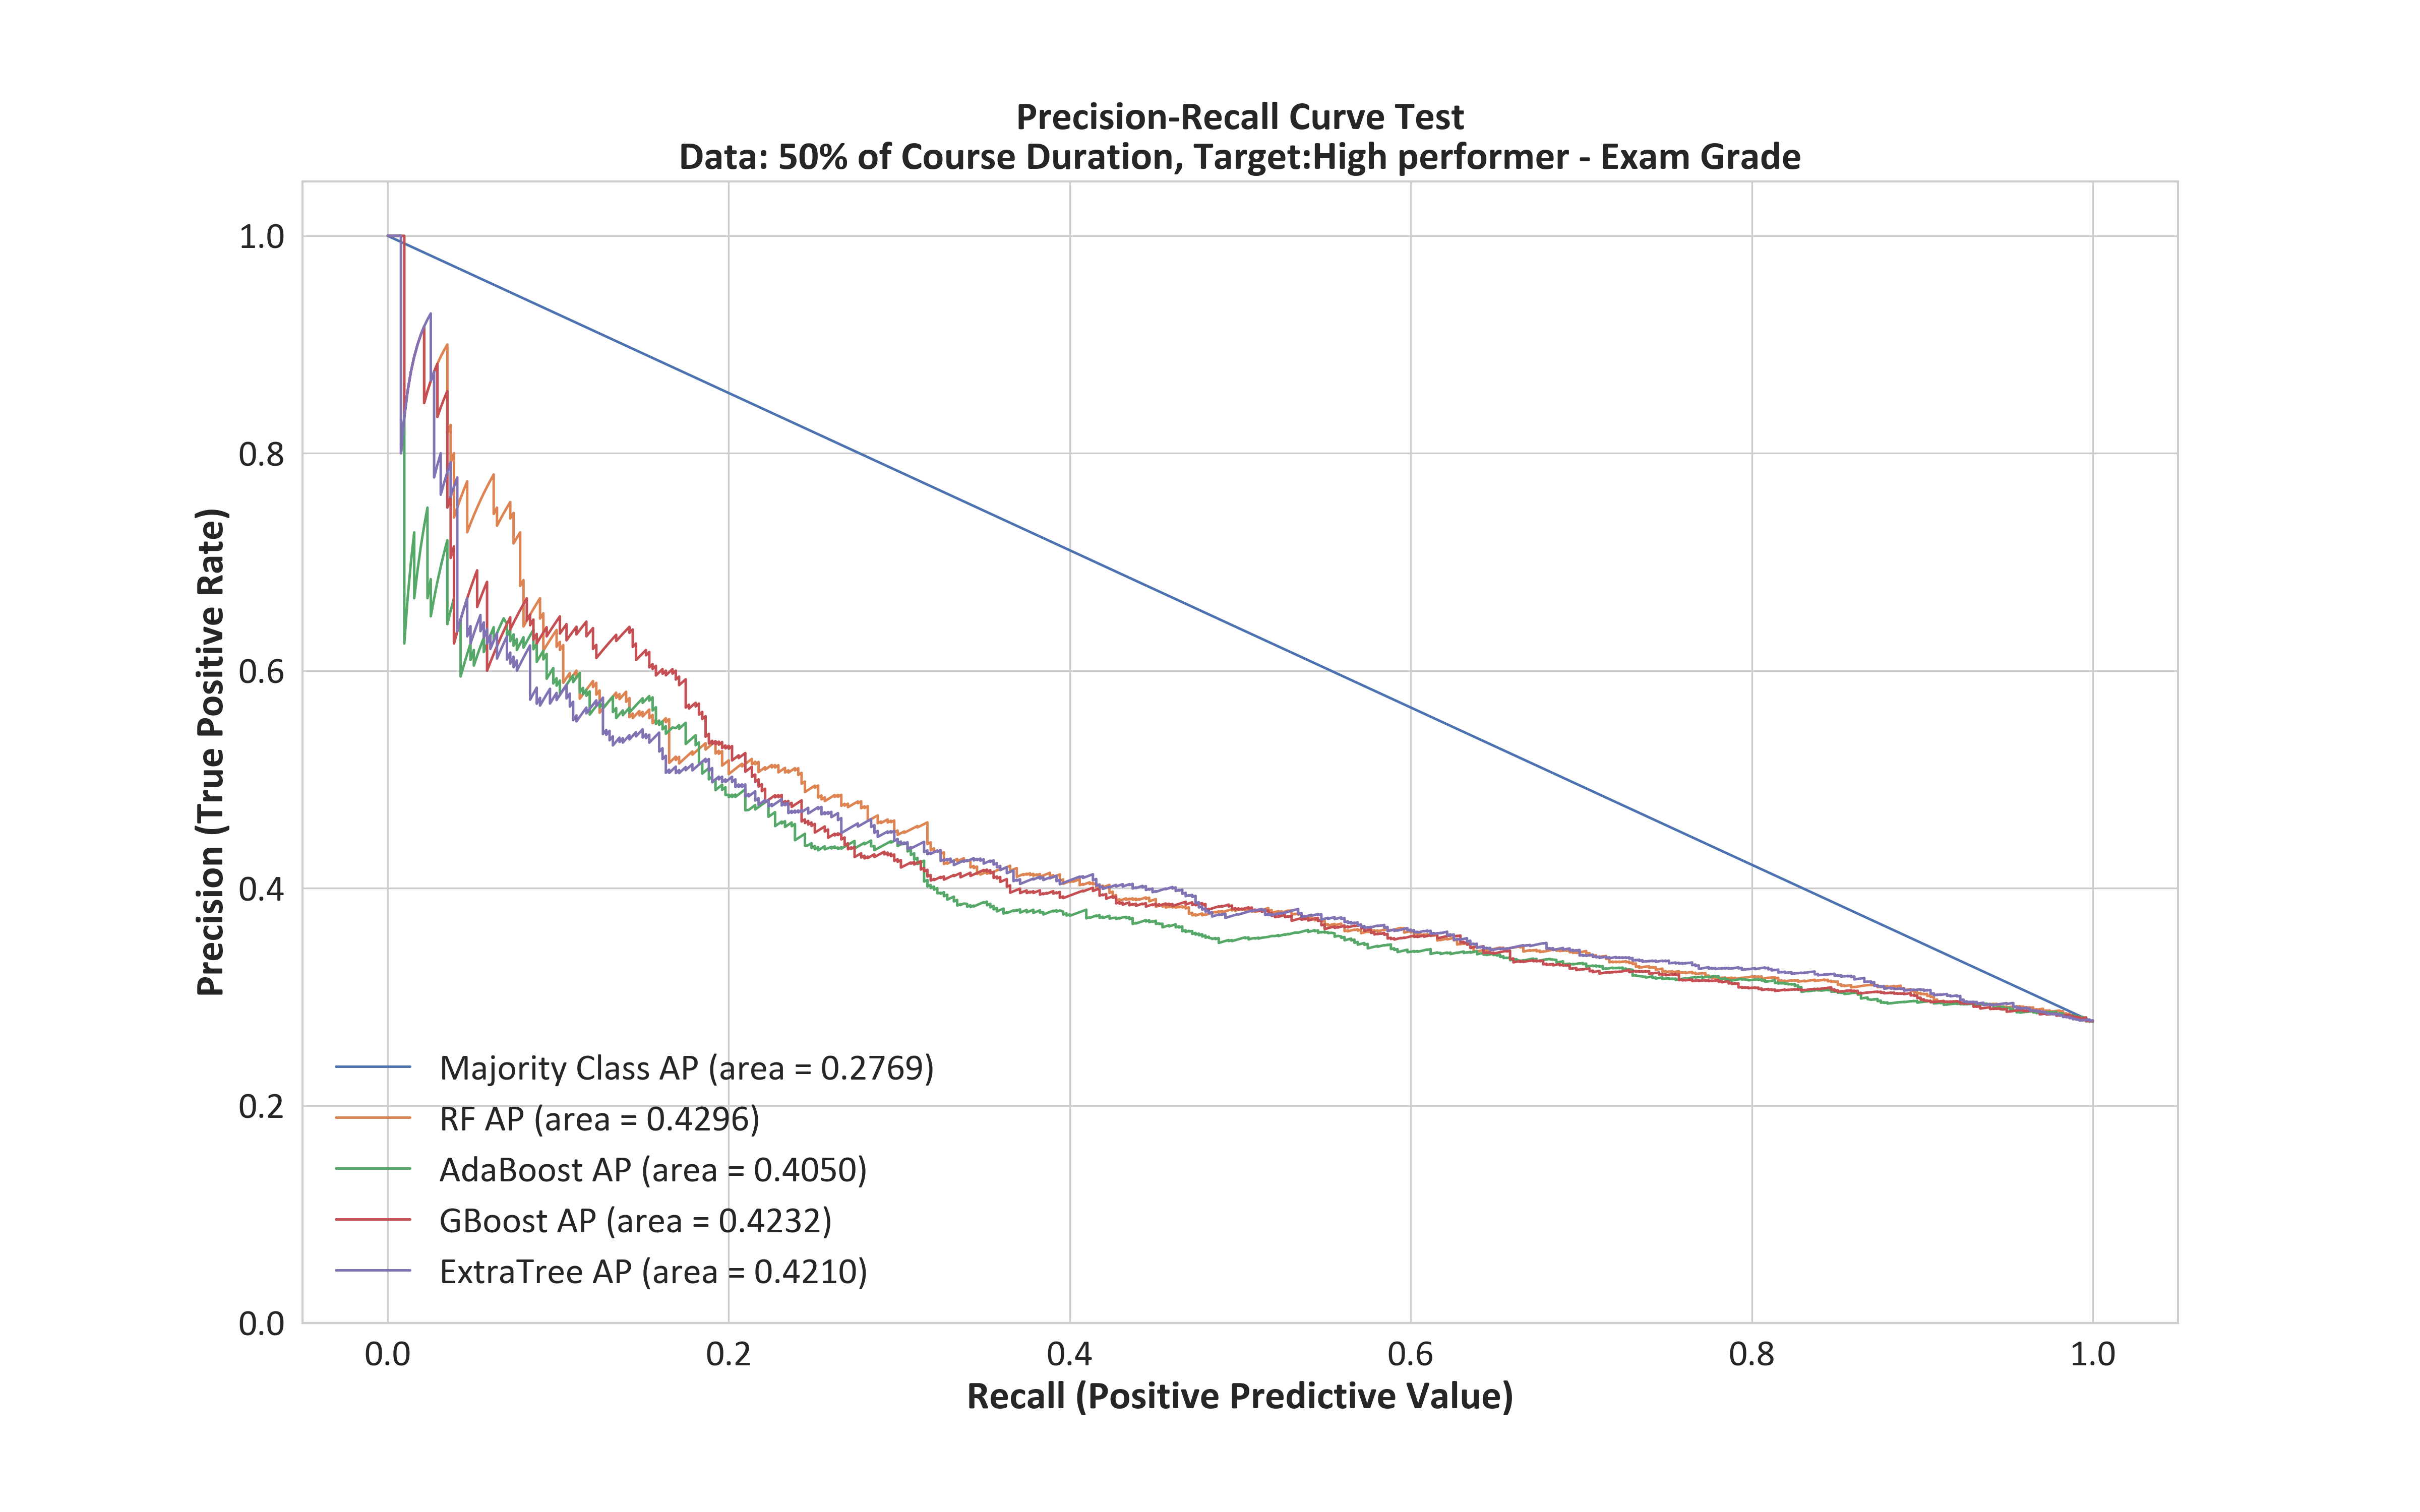 Precision-Recall Curve Test
Data: 50% of Course Duration, Target:High performer - Exam Grade
Precision (True Positive Rate)
1.0
0.8
0.6
0.4
0.2
0.0
Majority Class AP (area = 0.2769)
RF AP (area = 0.4296)
AdaBoost AP (area = 0.4050)
GBoost AP (area = 0.4232)
ExtraTree AP (area = 0.4210)
0.0 0.2 0.4 0.6 0.8 1.0
Recall (Positive Predictive Value)